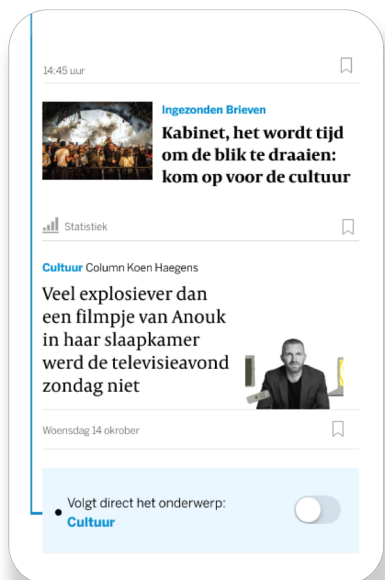 14:45 uur
Ingezonden Brieven
Kabinet, het wordt tijd
om de blik te draaien:
kom op voor de cultuur
Statistiek
Cultuur Column Koen Haegens
Veel explosiever dan
een filmpje van Anouk
in haar slaapkamer
werd de televisieavond
zondag niet
Woensdag 14 okrober
Volgt direct het onderwerp:
Cultuur